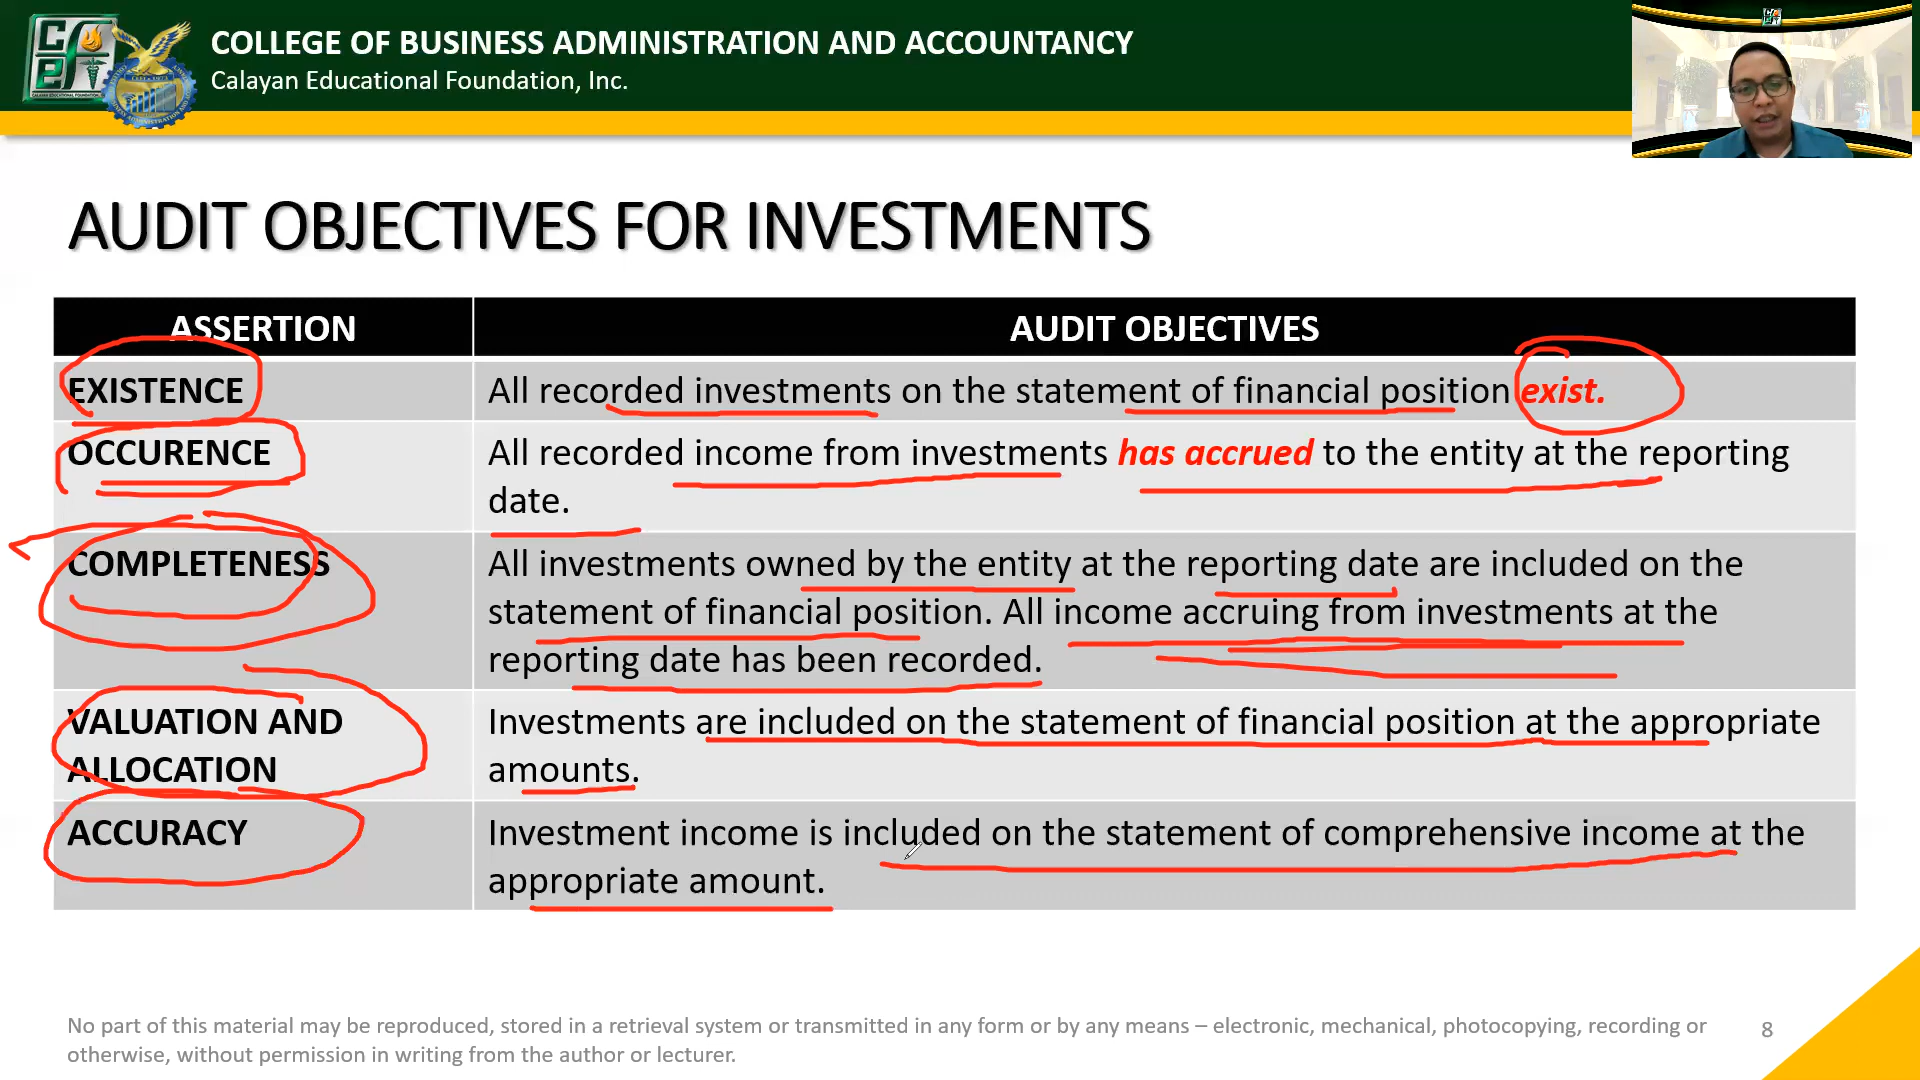 COLLEGE OF BUSINESS ADMINISTRATION AND ACCOUNTANCY
Calayan Educational Foundation, Inc.
AUDIT OBJECTIVES FOR INVESTMENTS
ASSERTION
AUDIT OBJECTIVES
EXISTENCE
All recorded investments on the statement of financial position exist.
OCCURENCE
All recorded income from investments has accrued to the entity at the reporting
date.
COMPLETENESS
All investments owned by the entity at the reporting date are included on the
statement of financial position. All income accruing from investments at the
reporting date has been recorded.
VALUATION AND
ALLOCATION
Investments are included on the statement of financial position at the appropriate
amounts.
ACCURACY
Investment income is included on the statement of comprehensive income at the
appropriate amount.
No part of this material may be reproduced, stored in a retrieval system or transmitted in any form or by any means – electronic, mechanical, photocopying, recording or
otherwise, without permission in writing from the author or lecturer.
8